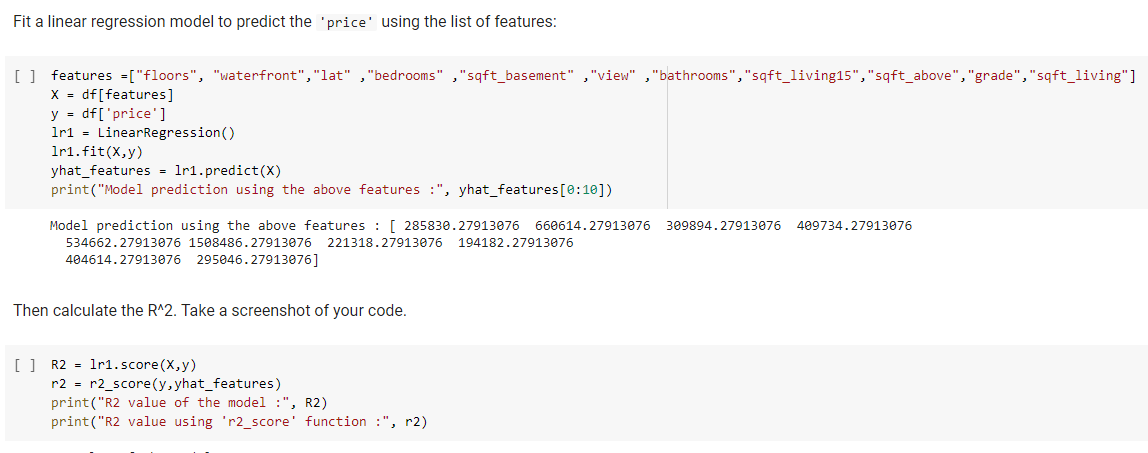 Fit a linear regression model to predict the 'price' using the list of features:
[ ] features =["floors", "waterfront","lat" ,"bedrooms" ,"sqft_basement" ,"view" ,"bathrooms","sqft_living15","sqft_above","grade","sqft_living"]
X = df[features]
y = df['price']
lr1 = LinearRegression()
lr1.fit(X,y)
yhat_features = lr1.predict(X)
print("Model prediction using the above features :", yhat_features[0:10])
Model prediction using the above features : [ 285830.27913076  660614.27913076  309894.27913076  409734.27913076
534662.27913076 1508486.27913076  221318.27913076  194182.27913076
404614.27913076  295046.27913076]
Then calculate the R^2. Take a screenshot of your code.
[ ] R2 = lr1.score(X,y)
r2 = r2_score(y,yhat_features)
print("R2 value of the model :", R2)
print("R2 value using 'r2_score' function :", r2)